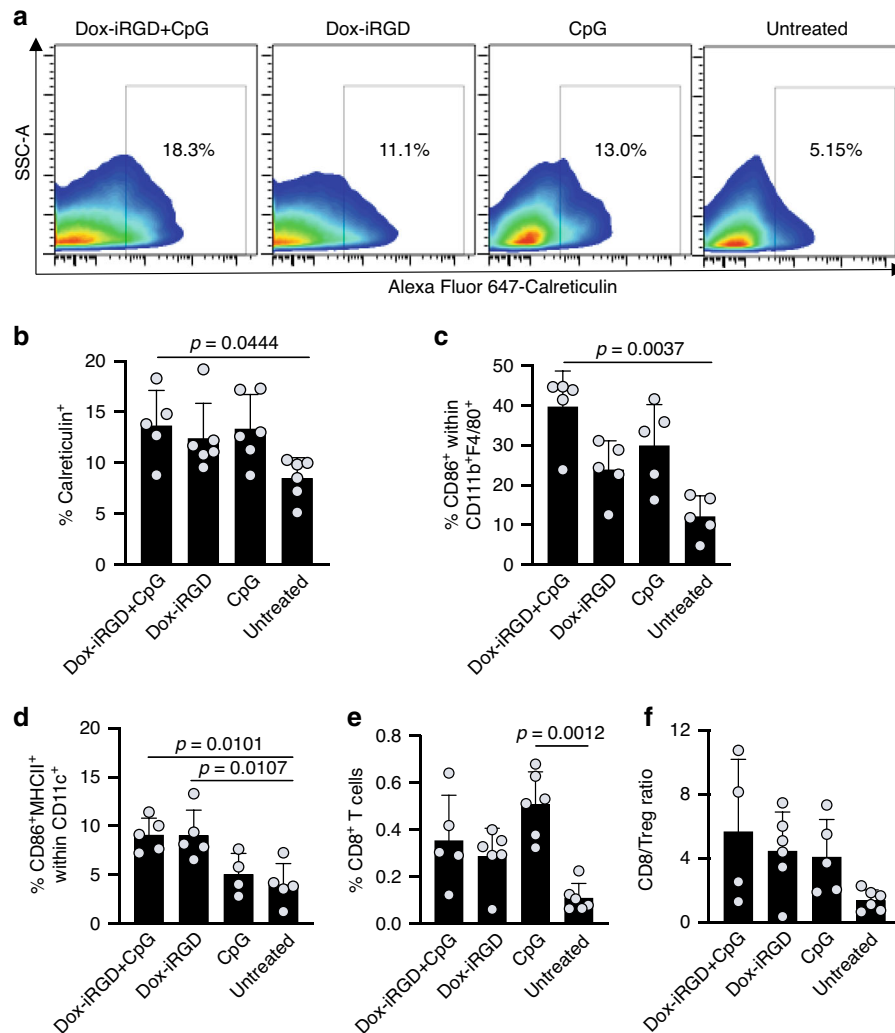 a
Dox-iRGD+CpG
Dox-iRGD
CpG
Untreated
SSC-A
18.3%
11.1%
13.0%
5.15%
Alexa Fluor 647-Calreticulin
b
p = 0.0444
% Calreticulin⁺
20
15
10
5
0
Dox-iRGD+CpG
Dox-iRGD
CpG
Untreated
c
p = 0.0037
% CD86⁺ within
CD111b⁺F4/80⁺
50
40
30
20
10
0
Dox-iRGD+CpG
Dox-iRGD
CpG
Untreated
d
p = 0.0101
p = 0.0107
% CD86⁺MHCII⁺
within CD11c⁺
20
15
10
5
0
Dox-iRGD+CpG
Dox-iRGD
CpG
Untreated
e
p = 0.0012
% CD8⁺ T cells
0.8
0.6
0.4
0.2
0.0
Dox-iRGD+CpG
Dox-iRGD
CpG
Untreated
f
CD8/Treg ratio
12
8
4
0
Dox-iRGD+CpG
Dox-iRGD
CpG
Untreated